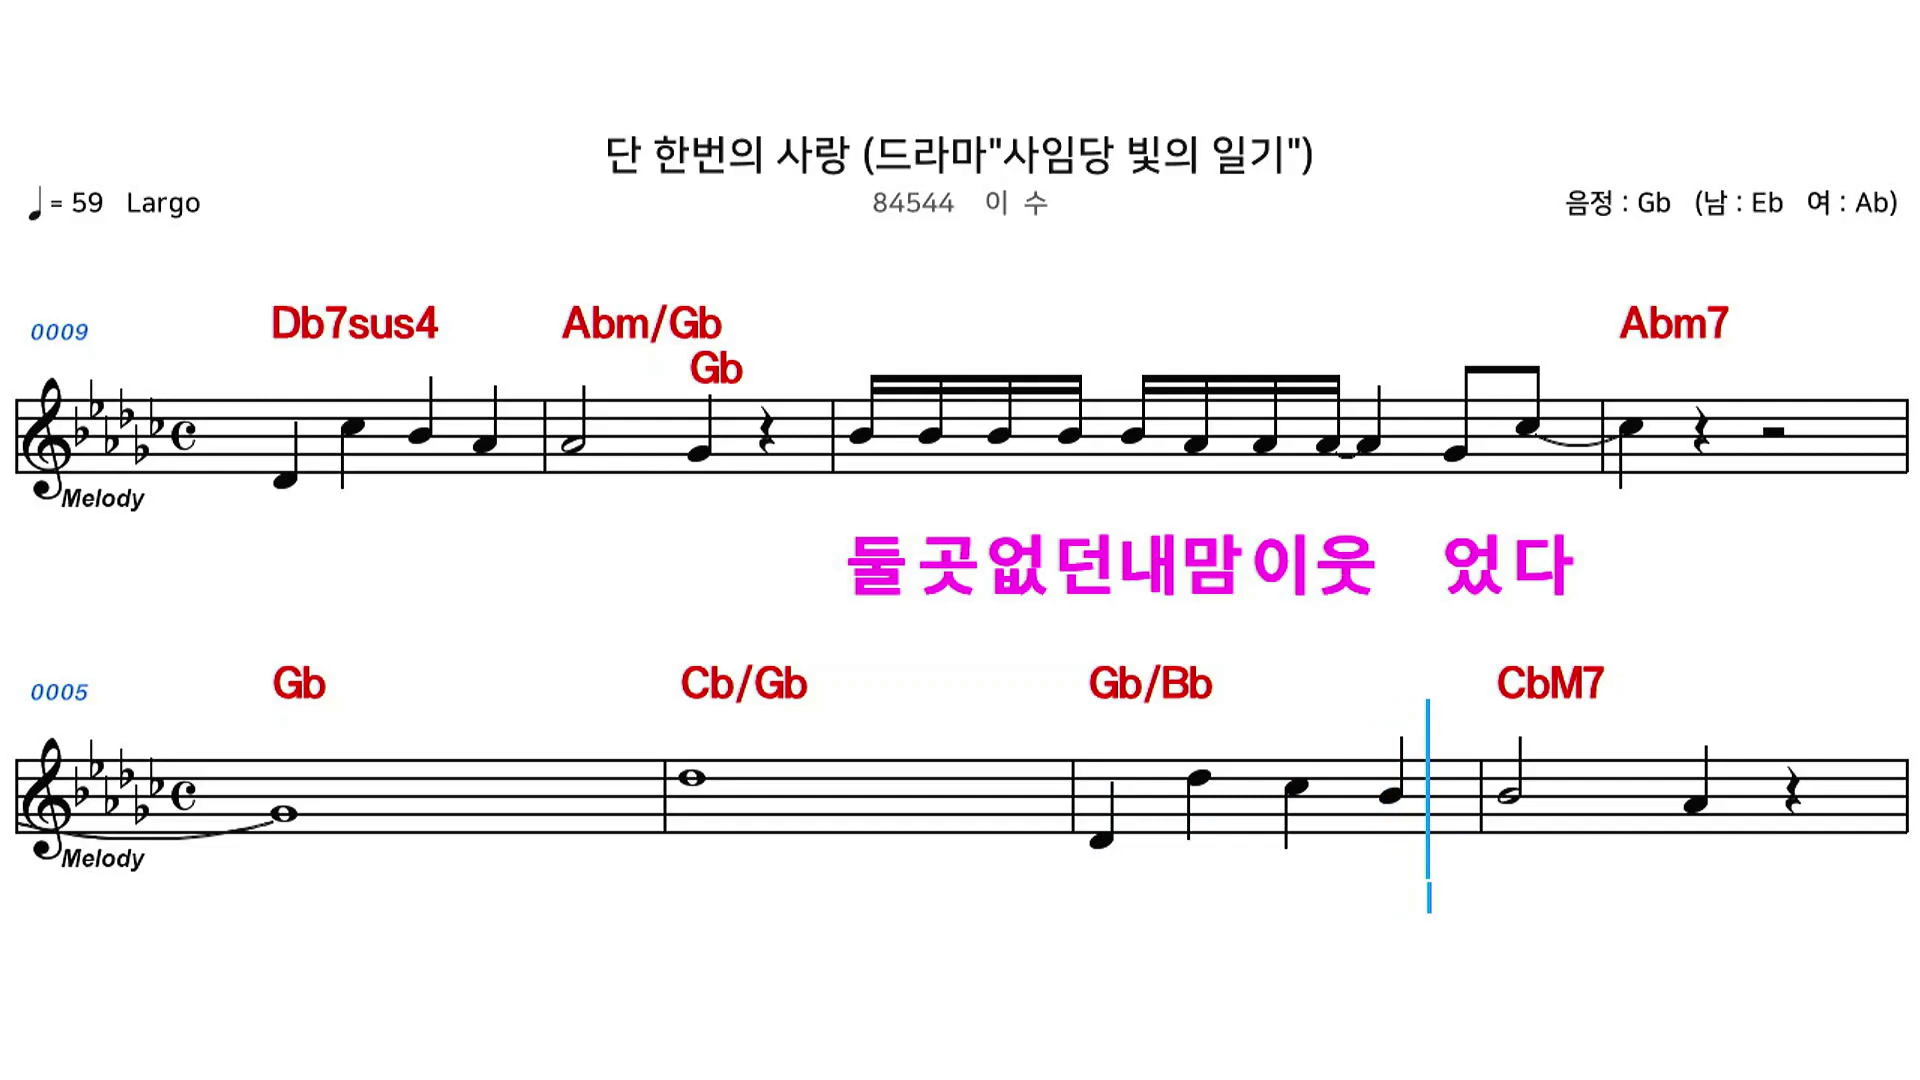 단 한번의 사랑 (드라마"사임당 빛의 일기")
= 59 Largo
84544 이 수
음정 : Gb (남 : Eb 여 : Ab)
0009
Db7sus4 Abm/Gb Abm7
Gb
Melody
둘곳없던내맘이웃 었다
0005
Gb Cb/Gb Gb/Bb CbM7
Melody